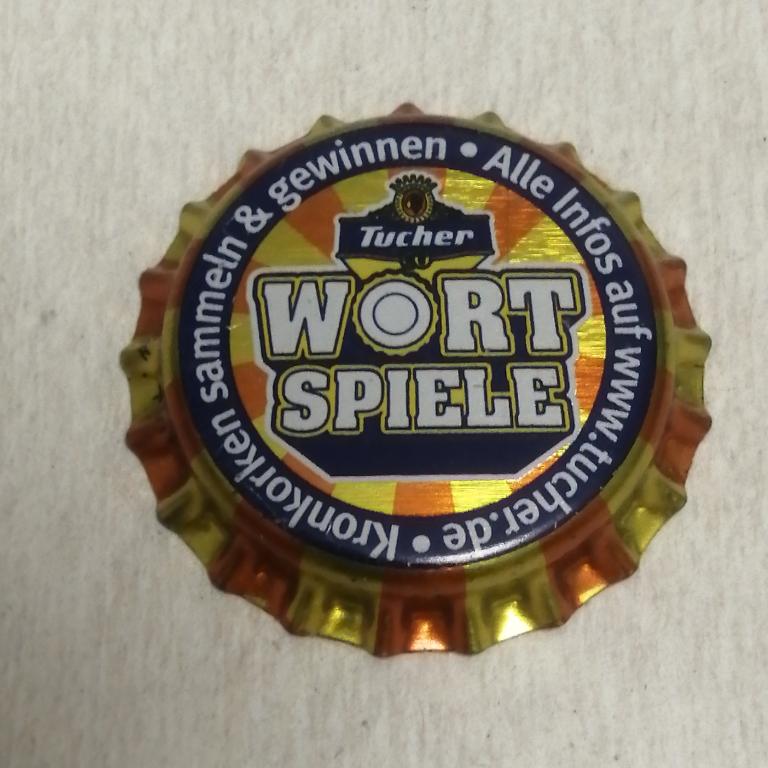 Tucher
WORT
SPIELE
Kronkorken sammeln & gewinnen • Alle Infos auf www.tucher.de •